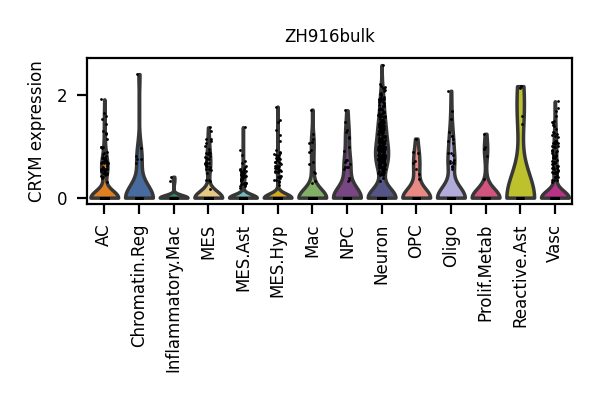 ZH916bulk
CRYM expression
2
0
AC
Chromatin.Reg
Inflammatory.Mac
MES
MES.Ast
MES.Hyp
Mac
NPC
Neuron
OPC
Oligo
Prolif.Metab
Reactive.Ast
Vasc